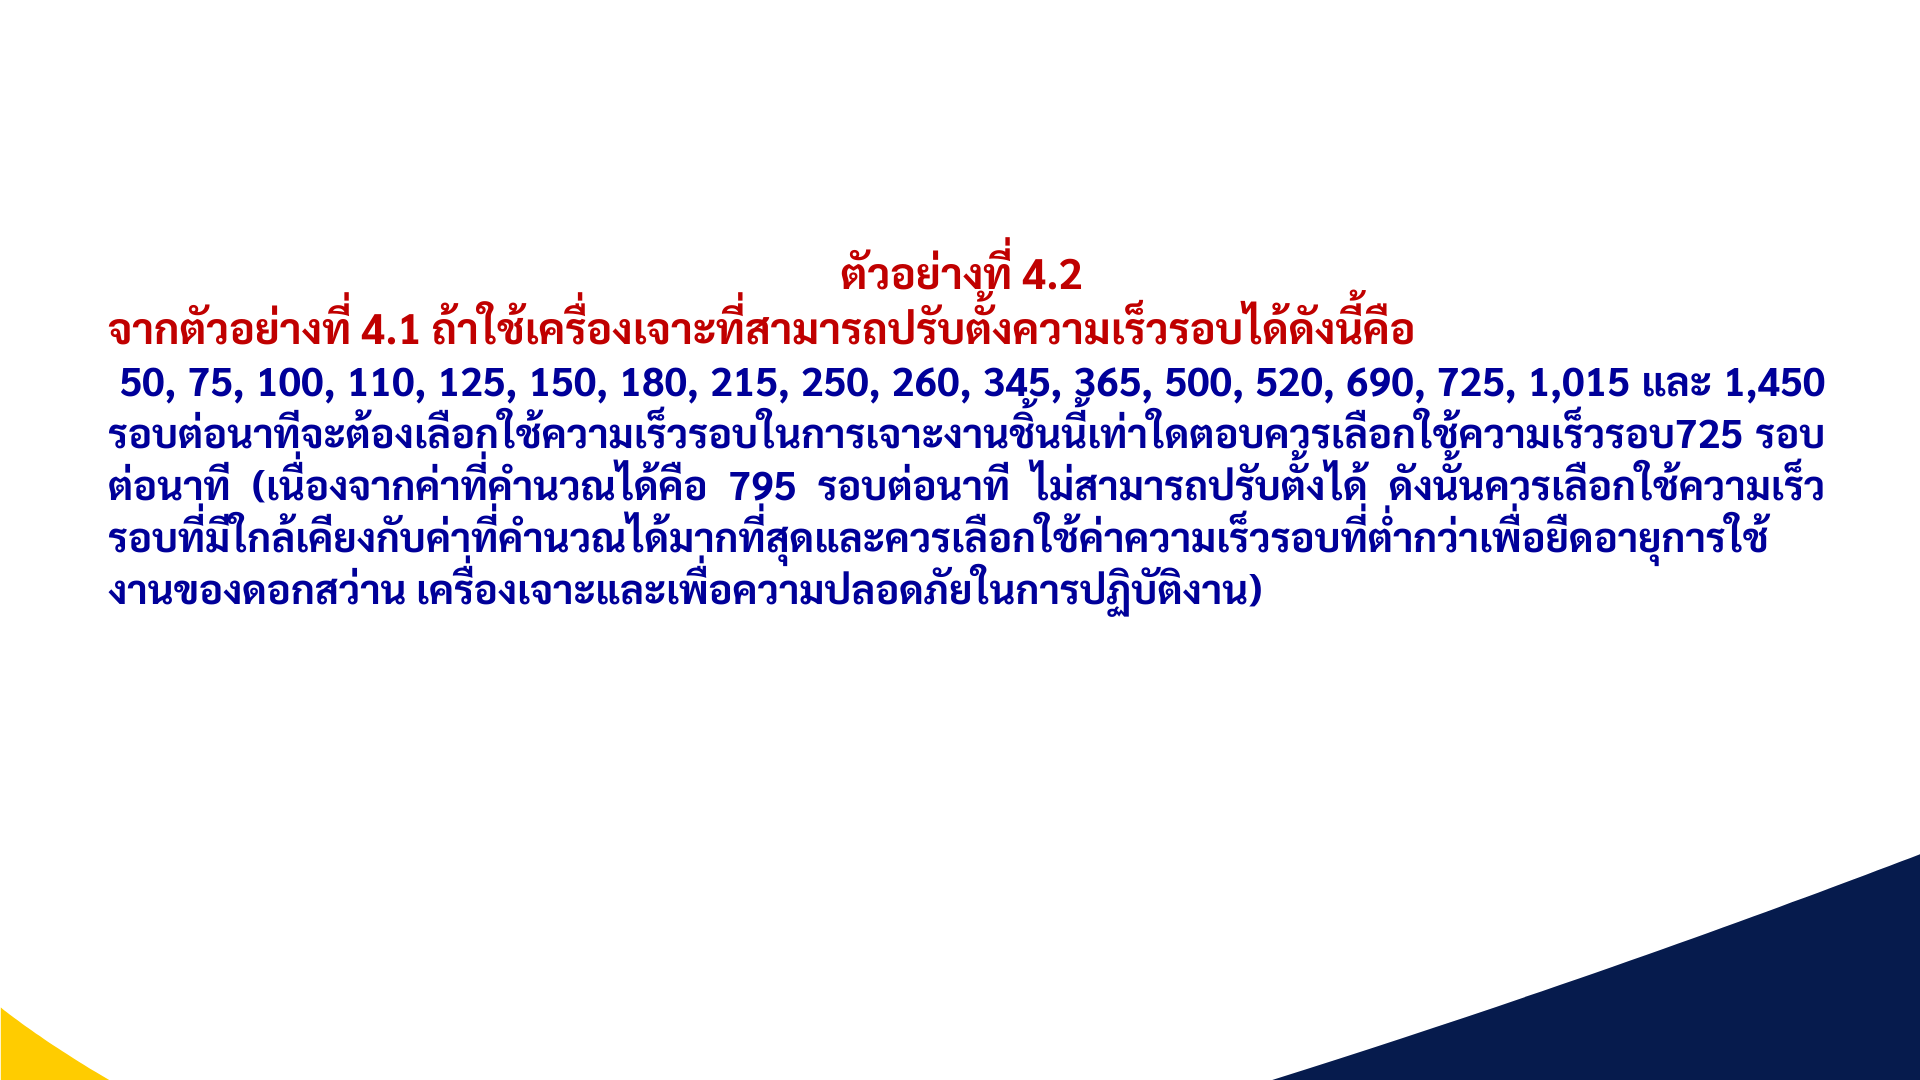 ตัวอย่างที่ 4.2
จากตัวอย่างที่ 4.1 ถ้าใช้เครื่องเจาะที่สามารถปรับตั้งความเร็วรอบได้ดังนี้คือ
50, 75, 100, 110, 125, 150, 180, 215, 250, 260, 345, 365, 500, 520, 690, 725, 1,015 และ 1,450
รอบต่อนาทีจะต้องเลือกใช้ความเร็วรอบในการเจาะงานชิ้นนี้เท่าใดตอบควรเลือกใช้ความเร็วรอบ725 รอบ
ต่อนาที (เนื่องจากค่าที่คำนวณได้คือ 795 รอบต่อนาที ไม่สามารถปรับตั้งได้ ดังนั้นควรเลือกใช้ความเร็ว
รอบที่มีใกล้เคียงกับค่าที่คำนวณได้มากที่สุดและควรเลือกใช้ค่าความเร็วรอบที่ต่ำกว่าเพื่อยืดอายุการใช้
งานของดอกสว่าน เครื่องเจาะและเพื่อความปลอดภัยในการปฏิบัติงาน)